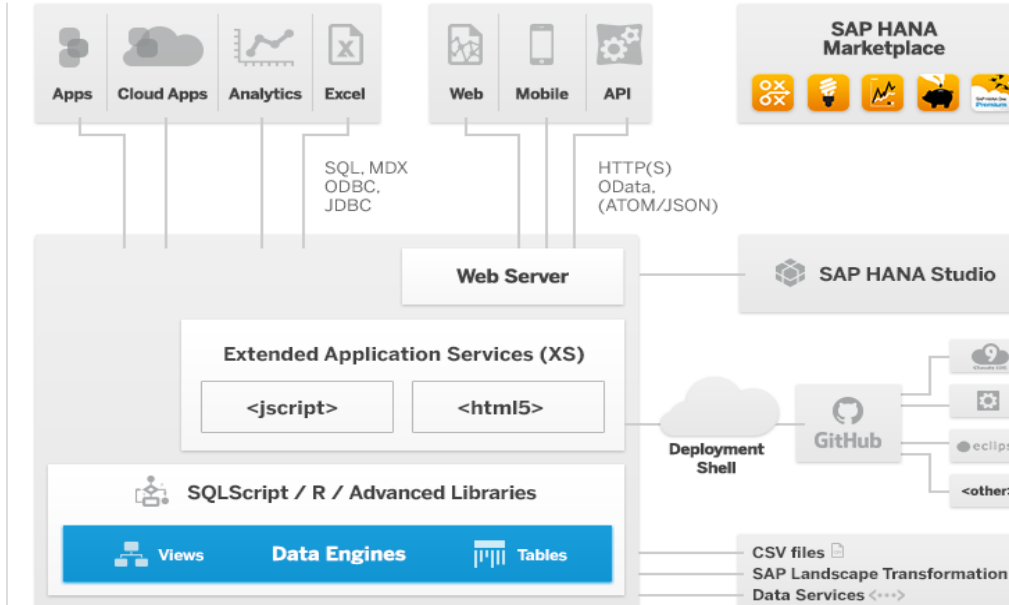 Apps
Cloud Apps
Analytics
Excel
Web
Mobile
API
SAP HANA
Marketplace
SQL, MDX
ODBC,
JDBC
HTTP(S)
OData,
(ATOM/JSON)
Web Server
SAP HANA Studio
Extended Application Services (XS)
<jscript>
<html5>
Deployment
Shell
GitHub
9
eclips
<other>
SQLScript / R / Advanced Libraries
Views
Data Engines
Tables
CSV files
SAP Landscape Transformation
Data Services <···>